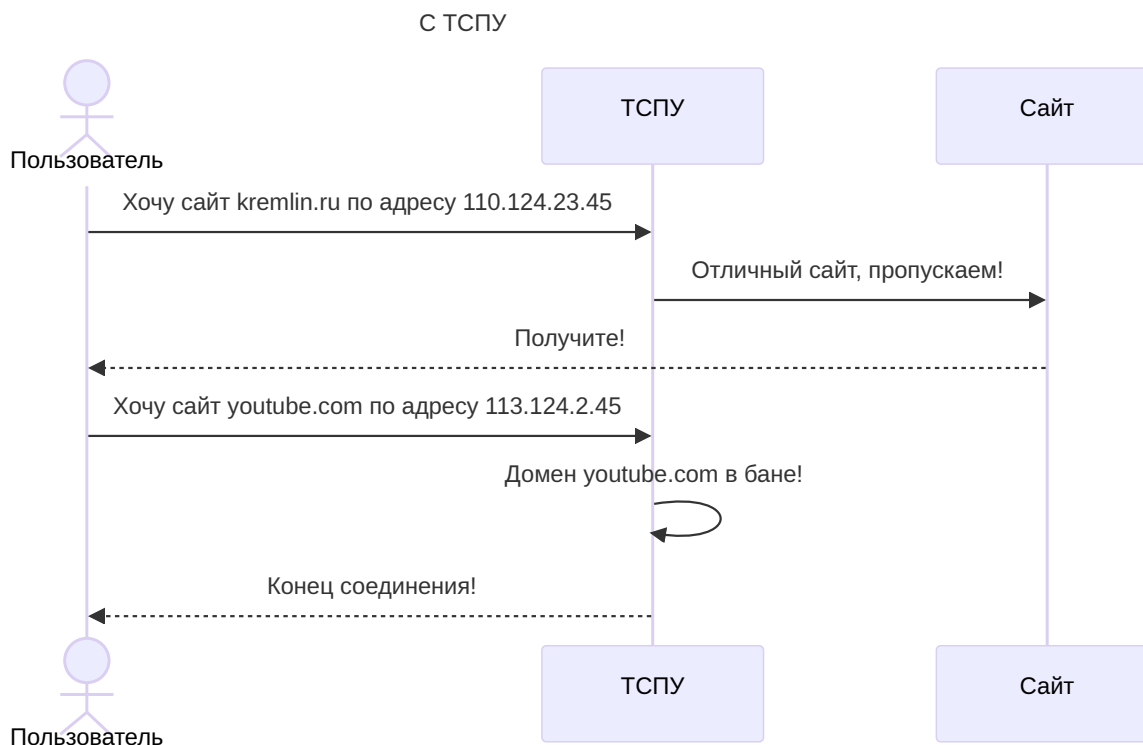 С ТСПУ
Пользователь
ТСПУ
Сайт
Хочу сайт kremlin.ru по адресу 110.124.23.45
Отличный сайт, пропускаем!
Получите!
Хочу сайт youtube.com по адресу 113.124.2.45
Домен youtube.com в бане!
Конец соединения!
Пользователь
ТСПУ
Сайт